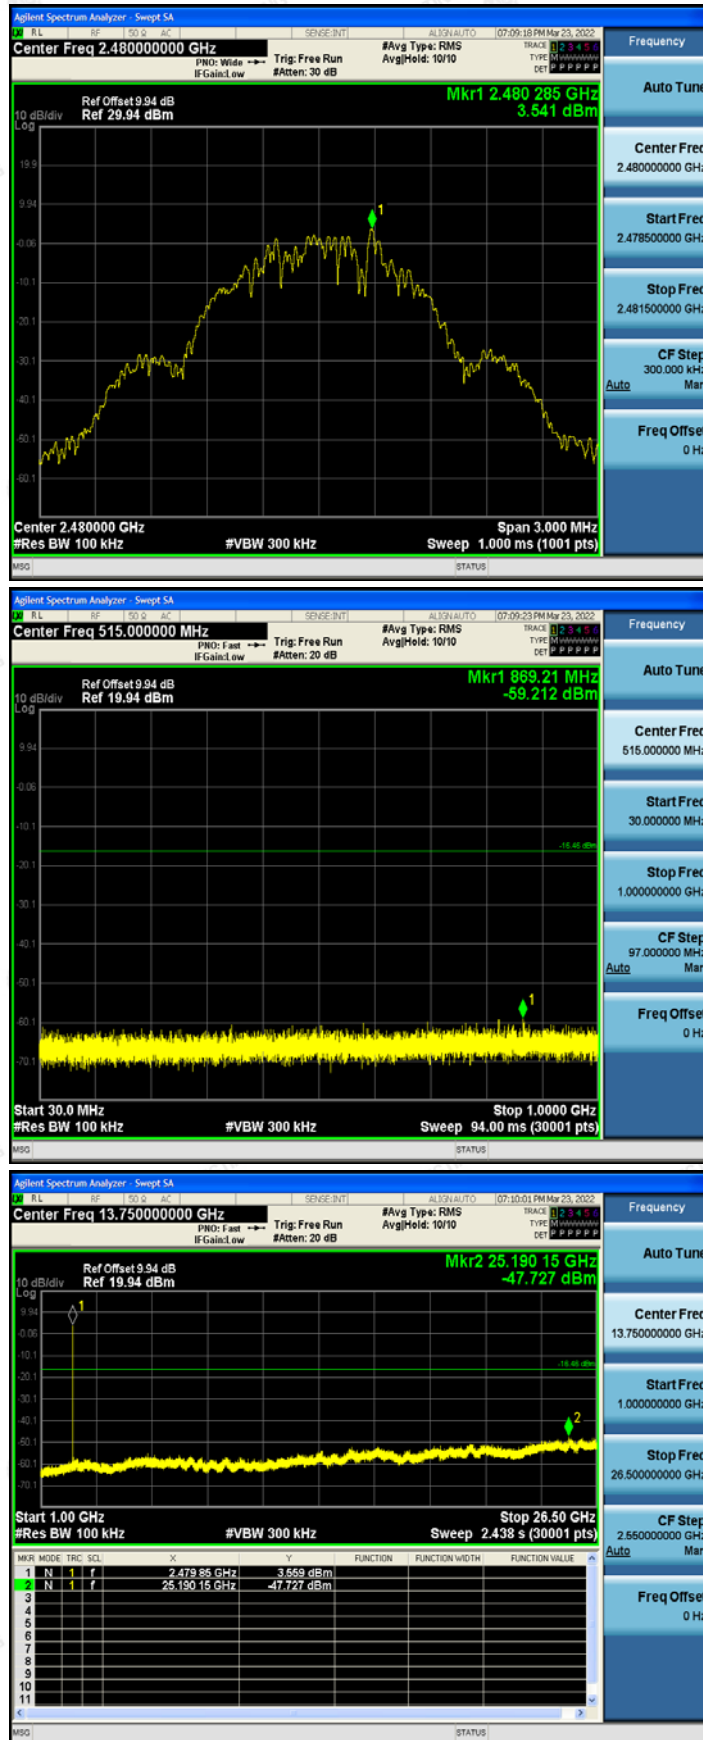 Agilent Spectrum Analyzer - Swept SA
RL RF 50 Ω AC SENSE:INT ALIGNAUTO 07:09:18 PM Mar 23, 2022
Center Freq 2.480000000 GHz
PNO: Wide
IFGain:Low
Trig: Free Run
#Atten: 30 dB
#Avg Type: RMS
Avg|Hold: 10/10
TRACE 1 2 3 4 5 6
TYPE M
DET P P P P P P
Ref Offset 9.94 dB
Ref 29.94 dBm
10 dB/div
Log
Mkr1 2.480 285 GHz
3.541 dBm
19.9
9.94
-0.06
-10.1
-20.1
-30.1
-40.1
-50.1
-60.1
1
Center 2.480000 GHz
#Res BW 100 kHz
#VBW 300 kHz
Span 3.000 MHz
Sweep 1.000 ms (1001 pts)
MSG STATUS
Frequency
Auto Tune
Center Freq
2.480000000 GHz
Start Freq
2.478500000 GHz
Stop Freq
2.481500000 GHz
CF Step
300.000 kHz
Auto Man
Freq Offset
0 Hz
Agilent Spectrum Analyzer - Swept SA
RL RF 50 Ω AC SENSE:INT ALIGNAUTO 07:09:23 PM Mar 23, 2022
Center Freq 515.000000 MHz
PNO: Fast
IFGain:Low
Trig: Free Run
#Atten: 20 dB
#Avg Type: RMS
Avg|Hold: 10/10
TRACE 1 2 3 4 5 6
TYPE M
DET P P P P P P
Ref Offset 9.94 dB
Ref 19.94 dBm
10 dB/div
Log
Mkr1 869.21 MHz
-59.212 dBm
9.94
-0.06
-10.1
-20.1
-30.1
-40.1
-50.1
-60.1
-70.1
-16.46 dBm
1
Start 30.0 MHz
#Res BW 100 kHz
#VBW 300 kHz
Stop 1.0000 GHz
Sweep 94.00 ms (30001 pts)
MSG STATUS
Frequency
Auto Tune
Center Freq
515.000000 MHz
Start Freq
30.000000 MHz
Stop Freq
1.000000000 GHz
CF Step
97.000000 MHz
Auto Man
Freq Offset
0 Hz
Agilent Spectrum Analyzer - Swept SA
RL RF 50 Ω AC SENSE:INT ALIGNAUTO 07:10:01 PM Mar 23, 2022
Center Freq 13.750000000 GHz
PNO: Fast
IFGain:Low
Trig: Free Run
#Atten: 20 dB
#Avg Type: RMS
Avg|Hold: 10/10
TRACE 1 2 3 4 5 6
TYPE M
DET P P P P P P
Ref Offset 9.94 dB
Ref 19.94 dBm
10 dB/div
Log
Mkr2 25.190 15 GHz
-47.727 dBm
9.94
-0.06
-10.1
-20.1
-30.1
-40.1
-50.1
-60.1
-70.1
1
-16.46 dBm
2
Start 1.00 GHz
#Res BW 100 kHz
#VBW 300 kHz
Stop 26.50 GHz
Sweep 2.438 s (30001 pts)
MKR MODE TRC SCL X Y FUNCTION FUNCTION WIDTH FUNCTION VALUE
1 N 1 f 2.479 85 GHz 3.559 dBm
2 N 1 f 25.190 15 GHz -47.727 dBm
3
4
5
6
7
8
9
10
11
MSG STATUS
Frequency
Auto Tune
Center Freq
13.750000000 GHz
Start Freq
1.000000000 GHz
Stop Freq
26.500000000 GHz
CF Step
2.550000000 GHz
Auto Man
Freq Offset
0 Hz